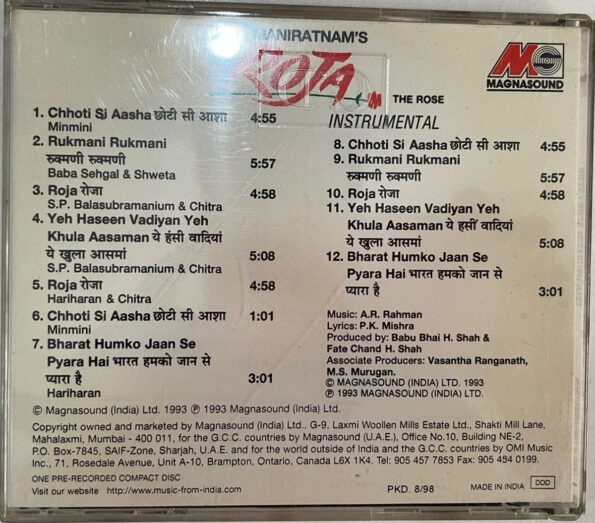 MANIRATNAM'S
ROJA
THE ROSE
MAGNASOUND
1. Chhoti Si Aasha छोटी सी आशा 4:55
Minmini
2. Rukmani Rukmani
रुक्मणी रुक्मणी 5:57
Baba Sehgal & Shweta
3. Roja रोजा 4:58
S.P. Balasubramanium & Chitra
4. Yeh Haseen Vadiyan Yeh
Khula Aasaman ये हंसी वादियां
ये खुला आसमां 5:08
S.P. Balasubramanium & Chitra
5. Roja रोजा 4:58
Hariharan & Chitra
6. Chhoti Si Aasha छोटी सी आशा 1:01
Minmini
7. Bharat Humko Jaan Se
Pyara Hai भारत हमको जान से
प्यारा है 3:01
Hariharan
INSTRUMENTAL
8. Chhoti Si Aasha छोटी सी आशा 4:55
9. Rukmani Rukmani
रुक्मणी रुक्मणी 5:57
10. Roja रोजा 4:58
11. Yeh Haseen Vadiyan Yeh
Khula Aasaman ये हसीं वादियां
ये खुला आसमां 5:08
12. Bharat Humko Jaan Se
Pyara Hai भारत हमको जान से
प्यारा है 3:01
Music: A.R. Rahman
Lyrics: P.K. Mishra
Produced by: Babu Bhai H. Shah &
Fate Chand H. Shah
Associate Producers: Vasantha Ranganath,
M.S. Murugan.
© MAGNASOUND (INDIA) LTD. 1993
℗ 1993 MAGNASOUND (INDIA) LTD.
© Magnasound (India) Ltd. 1993 ℗ 1993 Magnasound (India) Ltd.
Copyright owned and marketed by Magnasound (India) Ltd., G-9. Laxmi Woollen Mills Estate Ltd., Shakti Mill Lane,
Mahalaxmi, Mumbai - 400 011, for the G.C.C. countries by Magnasound (U.A.E.), Office No.10, Building NE-2,
P.O. Box-7845, SAIF-Zone, Sharjah, U.A.E. and for the world outside of India and the G.C.C. countries by OMI Music
Inc., 71, Rosedale Avenue, Unit A-10, Brampton, Ontario, Canada L6X 1K4. Tel: 905 457 7853 Fax: 905 484 0199.
ONE PRE-RECORDED COMPACT DISC
Visit our website http://www.music-from-india.com PKD. 8/98 MADE IN INDIA DDD